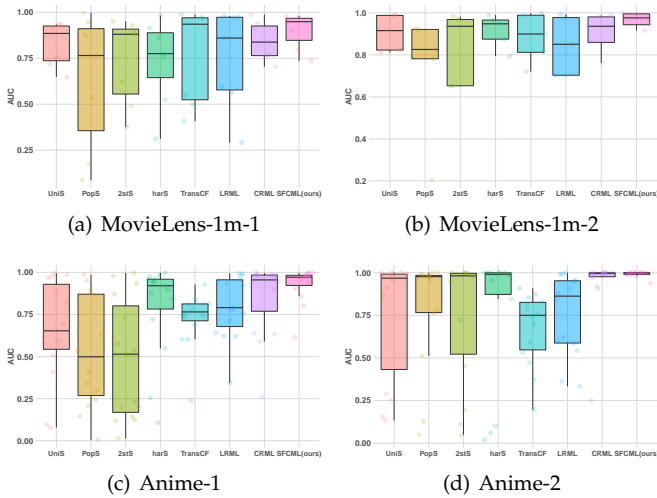 1.00
0.75
0.50
0.25
AUC
UniS PopS 2stS harS TransCF LRML CRML SFCML(ours)
(a) MovieLens-1m-1
1.0
0.8
0.6
0.4
0.2
AUC
UniS PopS 2stS harS TransCF LRML CRML SFCML(ours)
(b) MovieLens-1m-2
1.00
0.75
0.50
0.25
0.00
AUC
UniS PopS 2stS harS TransCF LRML CRML SFCML(ours)
(c) Anime-1
1.00
0.75
0.50
0.25
0.00
AUC
UniS PopS 2stS harS TransCF LRML CRML SFCML(ours)
(d) Anime-2